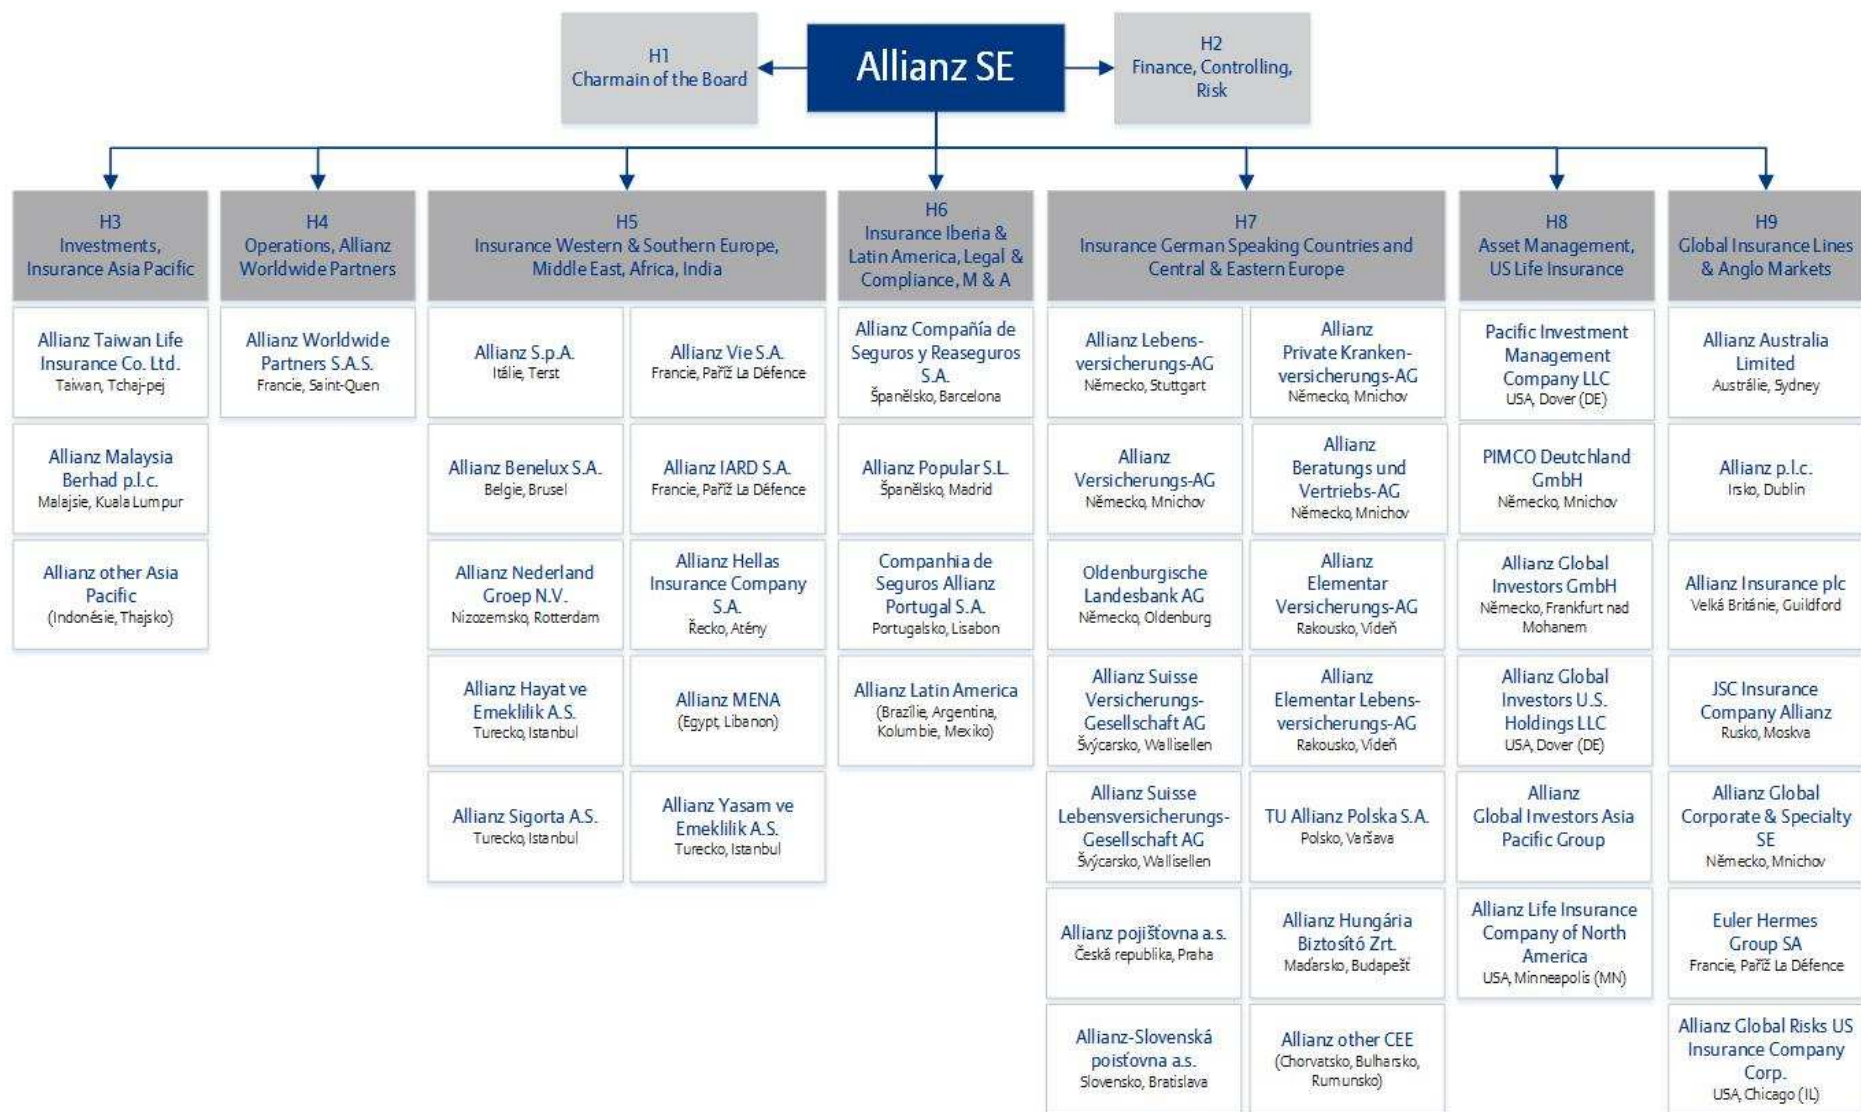 H1
Charmain of the Board
Allianz SE
H2
Finance, Controlling,
Risk
H3
Investments,
Insurance Asia Pacific
H4
Operations, Allianz
Worldwide Partners
H5
Insurance Western & Southern Europe,
Middle East, Africa, India
H6
Insurance Iberia &
Latin America, Legal &
Compliance, M & A
H7
Insurance German Speaking Countries and
Central & Eastern Europe
H8
Asset Management,
US Life Insurance
H9
Global Insurance Lines
& Anglo Markets
Allianz Taiwan Life
Insurance Co. Ltd.
Taiwan, Tchaj-pej
Allianz Malaysia
Berhad p.l.c.
Malajsie, Kuala Lumpur
Allianz other Asia
Pacific
(Indonésie, Thajsko)
Allianz Worldwide
Partners S.A.S.
Francie, Saint-Quen
Allianz S.p.A.
Itálie, Terst
Allianz Vie S.A.
Francie, Paříž La Défence
Allianz Benelux S.A.
Belgie, Brusel
Allianz IARD S.A.
Francie, Paříž La Défence
Allianz Nederland
Groep N.V.
Nizozemsko, Rotterdam
Allianz Hellas
Insurance Company
S.A.
Řecko, Atény
Allianz Hayat ve
Emeklilik A.S.
Turecko, Istanbul
Allianz MENA
(Egypt, Libanon)
Allianz Sigorta A.S.
Turecko, Istanbul
Allianz Yasam ve
Emeklilik A.S.
Turecko, Istanbul
Allianz Compañía de
Seguros y Reaseguros
S.A.
Španělsko, Barcelona
Allianz Popular S.L.
Španělsko, Madrid
Companhia de
Seguros Allianz
Portugal S.A.
Portugalsko, Lisabon
Allianz Latin America
(Brazílie, Argentina,
Kolumbie, Mexiko)
Allianz Lebens-
versicherungs-AG
Německo, Stuttgart
Allianz
Private Kranken-
versicherungs-AG
Německo, Mnichov
Allianz
Versicherungs-AG
Německo, Mnichov
Allianz
Beratungs und
Vertriebs-AG
Německo, Mnichov
Oldenburgische
Landesbank AG
Německo, Oldenburg
Allianz
Elementar
Versicherungs-AG
Rakousko, Vídeň
Allianz Suisse
Versicherungs-
Gesellschaft AG
Švýcarsko, Wallisellen
Allianz
Elementar Lebens-
versicherungs-AG
Rakousko, Vídeň
Allianz Suisse
Lebensversicherungs-
Gesellschaft AG
Švýcarsko, Wallisellen
TU Allianz Polska S.A.
Polsko, Varšava
Allianz pojišťovna a.s.
Česká republika, Praha
Allianz Hungária
Biztosító Zrt.
Maďarsko, Budapešť
Allianz-Slovenská
poisťovna a.s.
Slovensko, Bratislava
Allianz other CEE
(Chorvatsko, Bulharsko,
Rumunsko)
Pacific Investment
Management
Company LLC
USA, Dover (DE)
PIMCO Deutchland
GmbH
Německo, Mnichov
Allianz Global
Investors GmbH
Německo, Frankfurt nad
Mohanem
Allianz Global
Investors U.S.
Holdings LLC
USA, Dover (DE)
Allianz
Global Investors Asia
Pacific Group
Allianz Life Insurance
Company of North
America
USA, Minneapolis (MN)
Allianz Australia
Limited
Austrálie, Sydney
Allianz p.l.c.
Irsko, Dublin
Allianz Insurance plc
Velká Británie, Guildford
JSC Insurance
Company Allianz
Rusko, Moskva
Allianz Global
Corporate & Specialty
SE
Německo, Mnichov
Euler Hermes
Group SA
Francie, Paříž La Défence
Allianz Global Risks US
Insurance Company
Corp.
USA, Chicago (IL)